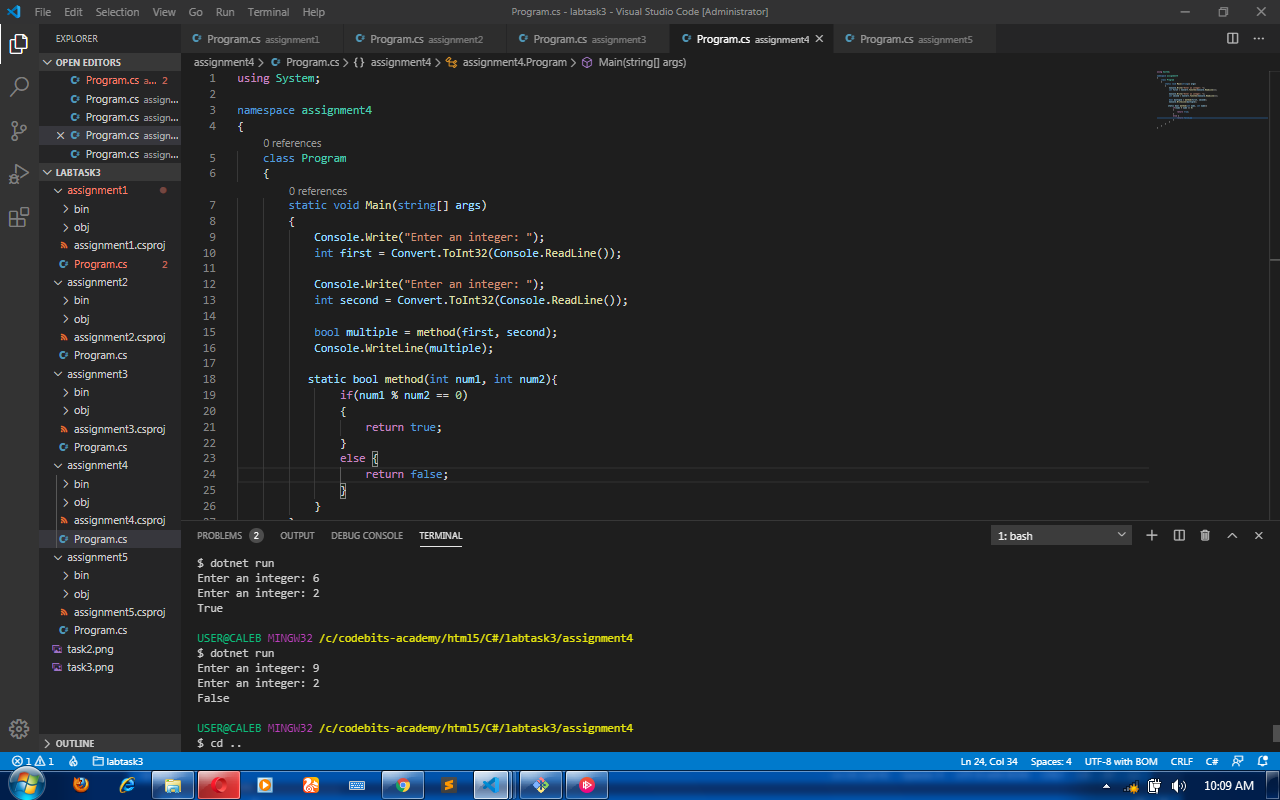 File Edit Selection View Go Run Terminal Help Program.cs - labtask3 - Visual Studio Code [Administrator]
EXPLORER
OPEN EDITORS
Program.cs a... 2
Program.cs assign...
Program.cs assign...
Program.cs assign...
Program.cs assign...
LABTASK3
assignment1
bin
obj
assignment1.csproj
Program.cs 2
assignment2
bin
obj
assignment2.csproj
Program.cs
assignment3
bin
obj
assignment3.csproj
Program.cs
assignment4
bin
obj
assignment4.csproj
Program.cs
assignment5
bin
obj
assignment5.csproj
Program.cs
task2.png
task3.png
OUTLINE
Program.cs assignment1 Program.cs assignment2 Program.cs assignment3 Program.cs assignment4 Program.cs assignment5
assignment4 > Program.cs > {} assignment4 > assignment4.Program > Main(string[] args)
1 using System;
2
3 namespace assignment4
4 {
0 references
5 class Program
6 {
0 references
7 static void Main(string[] args)
8 {
9 Console.Write("Enter an integer: ");
10 int first = Convert.ToInt32(Console.ReadLine());
11
12 Console.Write("Enter an integer: ");
13 int second = Convert.ToInt32(Console.ReadLine());
14
15 bool multiple = method(first, second);
16 Console.WriteLine(multiple);
17
18 static bool method(int num1, int num2){
19 if(num1 % num2 == 0)
20 {
21 return true;
22 }
23 else {
24 return false;
25 }
26 }
PROBLEMS 2 OUTPUT DEBUG CONSOLE TERMINAL 1: bash
$ dotnet run
Enter an integer: 6
Enter an integer: 2
True
USER@CALEB MINGW32 /c/codebits-academy/html5/C#/labtask3/assignment4
$ dotnet run
Enter an integer: 9
Enter an integer: 2
False
USER@CALEB MINGW32 /c/codebits-academy/html5/C#/labtask3/assignment4
$ cd ..
1 1 labtask3 Ln 24, Col 34 Spaces: 4 UTF-8 with BOM CRLF C#
10:09 AM